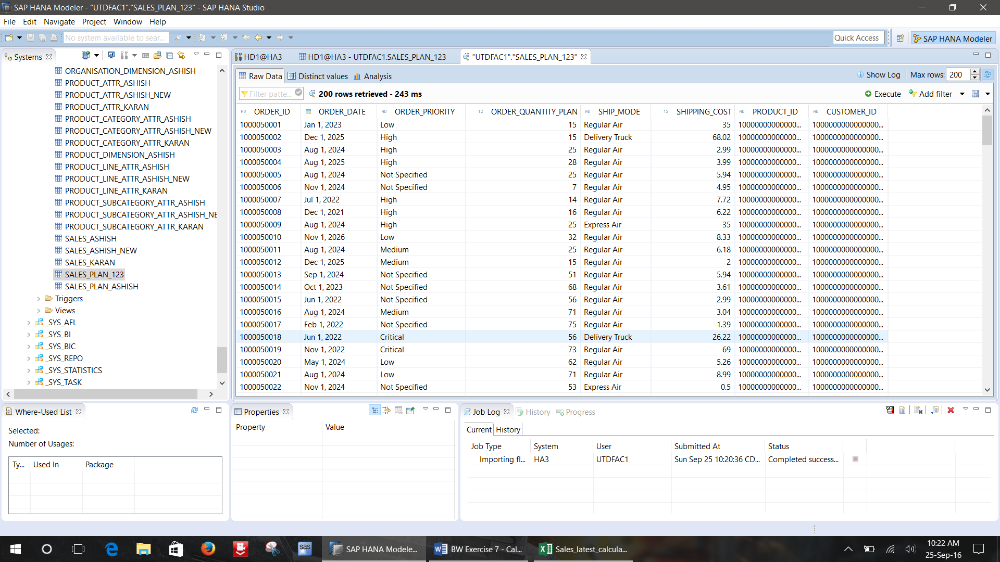 SAP HANA Modeler - "UTDFAC1"."SALES_PLAN_123" - SAP HANA Studio
File Edit Navigate Project Window Help
No system available to sear...
Quick Access
SAP HANA Modeler
Systems
ORGANISATION_DIMENSION_ASHISH
PRODUCT_ATTR_ASHISH
PRODUCT_ATTR_ASHISH_NEW
PRODUCT_ATTR_KARAN
PRODUCT_CATEGORY_ATTR_ASHISH
PRODUCT_CATEGORY_ATTR_ASHISH_NEW
PRODUCT_CATEGORY_ATTR_KARAN
PRODUCT_DIMENSION_ASHISH
PRODUCT_LINE_ATTR_ASHISH
PRODUCT_LINE_ATTR_ASHISH_NEW
PRODUCT_LINE_ATTR_KARAN
PRODUCT_SUBCATEGORY_ATTR_ASHISH
PRODUCT_SUBCATEGORY_ATTR_ASHISH_NE
PRODUCT_SUBCATEGORY_ATTR_KARAN
SALES_ASHISH
SALES_ASHISH_NEW
SALES_KARAN
SALES_PLAN_123
SALES_PLAN_ASHISH
Triggers
Views
_SYS_AFL
_SYS_BI
_SYS_BIC
_SYS_REPO
_SYS_STATISTICS
_SYS_TASK
HD1@HA3 HD1@HA3 - UTDFAC1.SALES_PLAN_123 "UTDFAC1"."SALES_PLAN_123"
Raw Data Distinct values Analysis Show Log Max rows: 200
Filter patte... 200 rows retrieved - 243 ms Execute Add filter
AB ORDER_ID ORDER_DATE AB ORDER_PRIORITY 12 ORDER_QUANTITY_PLAN AB SHIP_MODE 12 SHIPPING_COST AB PRODUCT_ID AB CUSTOMER_ID
1000050001 Jan 1, 2023 Low 15 Regular Air 35 10000000000000... 1000000000000000...
1000050002 Dec 1, 2025 High 15 Delivery Truck 68.02 10000000000000... 1000000000000000...
1000050003 Aug 1, 2024 High 25 Regular Air 2.99 10000000000000... 1000000000000000...
1000050004 Aug 1, 2025 High 28 Regular Air 3.99 10000000000000... 1000000000000000...
1000050005 Aug 1, 2024 Not Specified 25 Regular Air 5.94 10000000000000... 1000000000000000...
1000050006 Nov 1, 2024 Not Specified 7 Regular Air 4.95 10000000000000... 1000000000000000...
1000050007 Jul 1, 2022 High 14 Regular Air 7.72 10000000000000... 1000000000000000...
1000050008 Dec 1, 2021 High 16 Regular Air 6.22 10000000000000... 1000000000000000...
1000050009 Aug 1, 2024 High 25 Express Air 35 10000000000000... 1000000000000000...
1000050010 Nov 1, 2026 Low 32 Regular Air 8.33 10000000000000... 1000000000000000...
1000050011 Aug 1, 2024 Medium 25 Regular Air 6.18 10000000000000... 1000000000000000...
1000050012 Dec 1, 2025 Medium 15 Regular Air 2 10000000000000... 1000000000000000...
1000050013 Sep 1, 2024 Not Specified 51 Regular Air 5.94 10000000000000... 1000000000000000...
1000050014 Oct 1, 2023 Not Specified 68 Regular Air 3.61 10000000000000... 1000000000000000...
1000050015 Jun 1, 2022 Not Specified 56 Regular Air 2.99 10000000000000... 1000000000000000...
1000050016 Aug 1, 2024 Medium 71 Regular Air 3.04 10000000000000... 1000000000000000...
1000050017 Feb 1, 2022 Not Specified 75 Regular Air 1.39 10000000000000... 1000000000000000...
1000050018 Jun 1, 2022 Critical 56 Delivery Truck 26.22 10000000000000... 1000000000000000...
1000050019 Nov 1, 2022 Critical 73 Regular Air 69 10000000000000... 1000000000000000...
1000050020 May 1, 2024 Low 62 Regular Air 5.26 10000000000000... 1000000000000000...
1000050021 Aug 1, 2024 Low 71 Regular Air 8.99 10000000000000... 1000000000000000...
1000050022 Nov 1, 2024 Not Specified 53 Express Air 0.5 10000000000000... 1000000000000000...
Where-Used List
Selected:
Number of Usages:
Ty... Used In Package
Properties
Property Value
Job Log History Progress
Current History
Job Type System User Submitted At Status
Importing fl... HA3 UTDFAC1 Sun Sep 25 10:20:36 CD... Completed success...
sas
SAP HANA Modele...
BW Exercise 7 - Cal...
Sales_latest_calcula...
10:22 AM
25-Sep-16